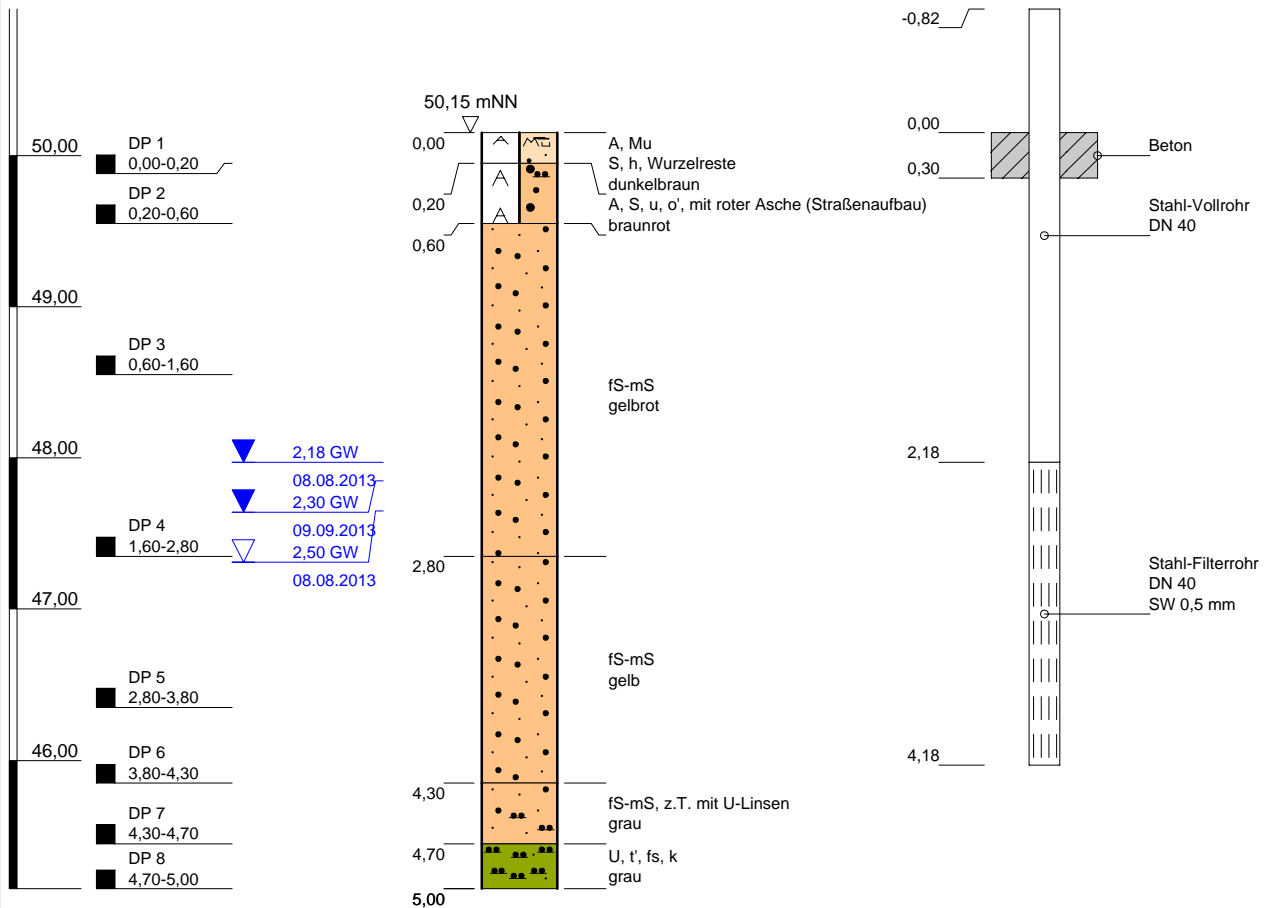 50,15 mNN
50,00
49,00
48,00
47,00
46,00
DP 1
0,00-0,20
DP 2
0,20-0,60
DP 3
0,60-1,60
DP 4
1,60-2,80
DP 5
2,80-3,80
DP 6
3,80-4,30
DP 7
4,30-4,70
DP 8
4,70-5,00
2,18 GW
08.08.2013
2,30 GW
09.09.2013
2,50 GW
08.08.2013
0,00
0,20
0,60
2,80
4,30
4,70
5,00
A, Mu
S, h, Wurzelreste
dunkelbraun
A, S, u, o', mit roter Asche (Straßenaufbau)
braunrot
fS-mS
gelbrot
fS-mS
gelb
fS-mS, z.T. mit U-Linsen
grau
U, t', fs, k
grau
-0,82
0,00
0,30
2,18
4,18
Beton
Stahl-Vollrohr
DN 40
Stahl-Filterrohr
DN 40
SW 0,5 mm